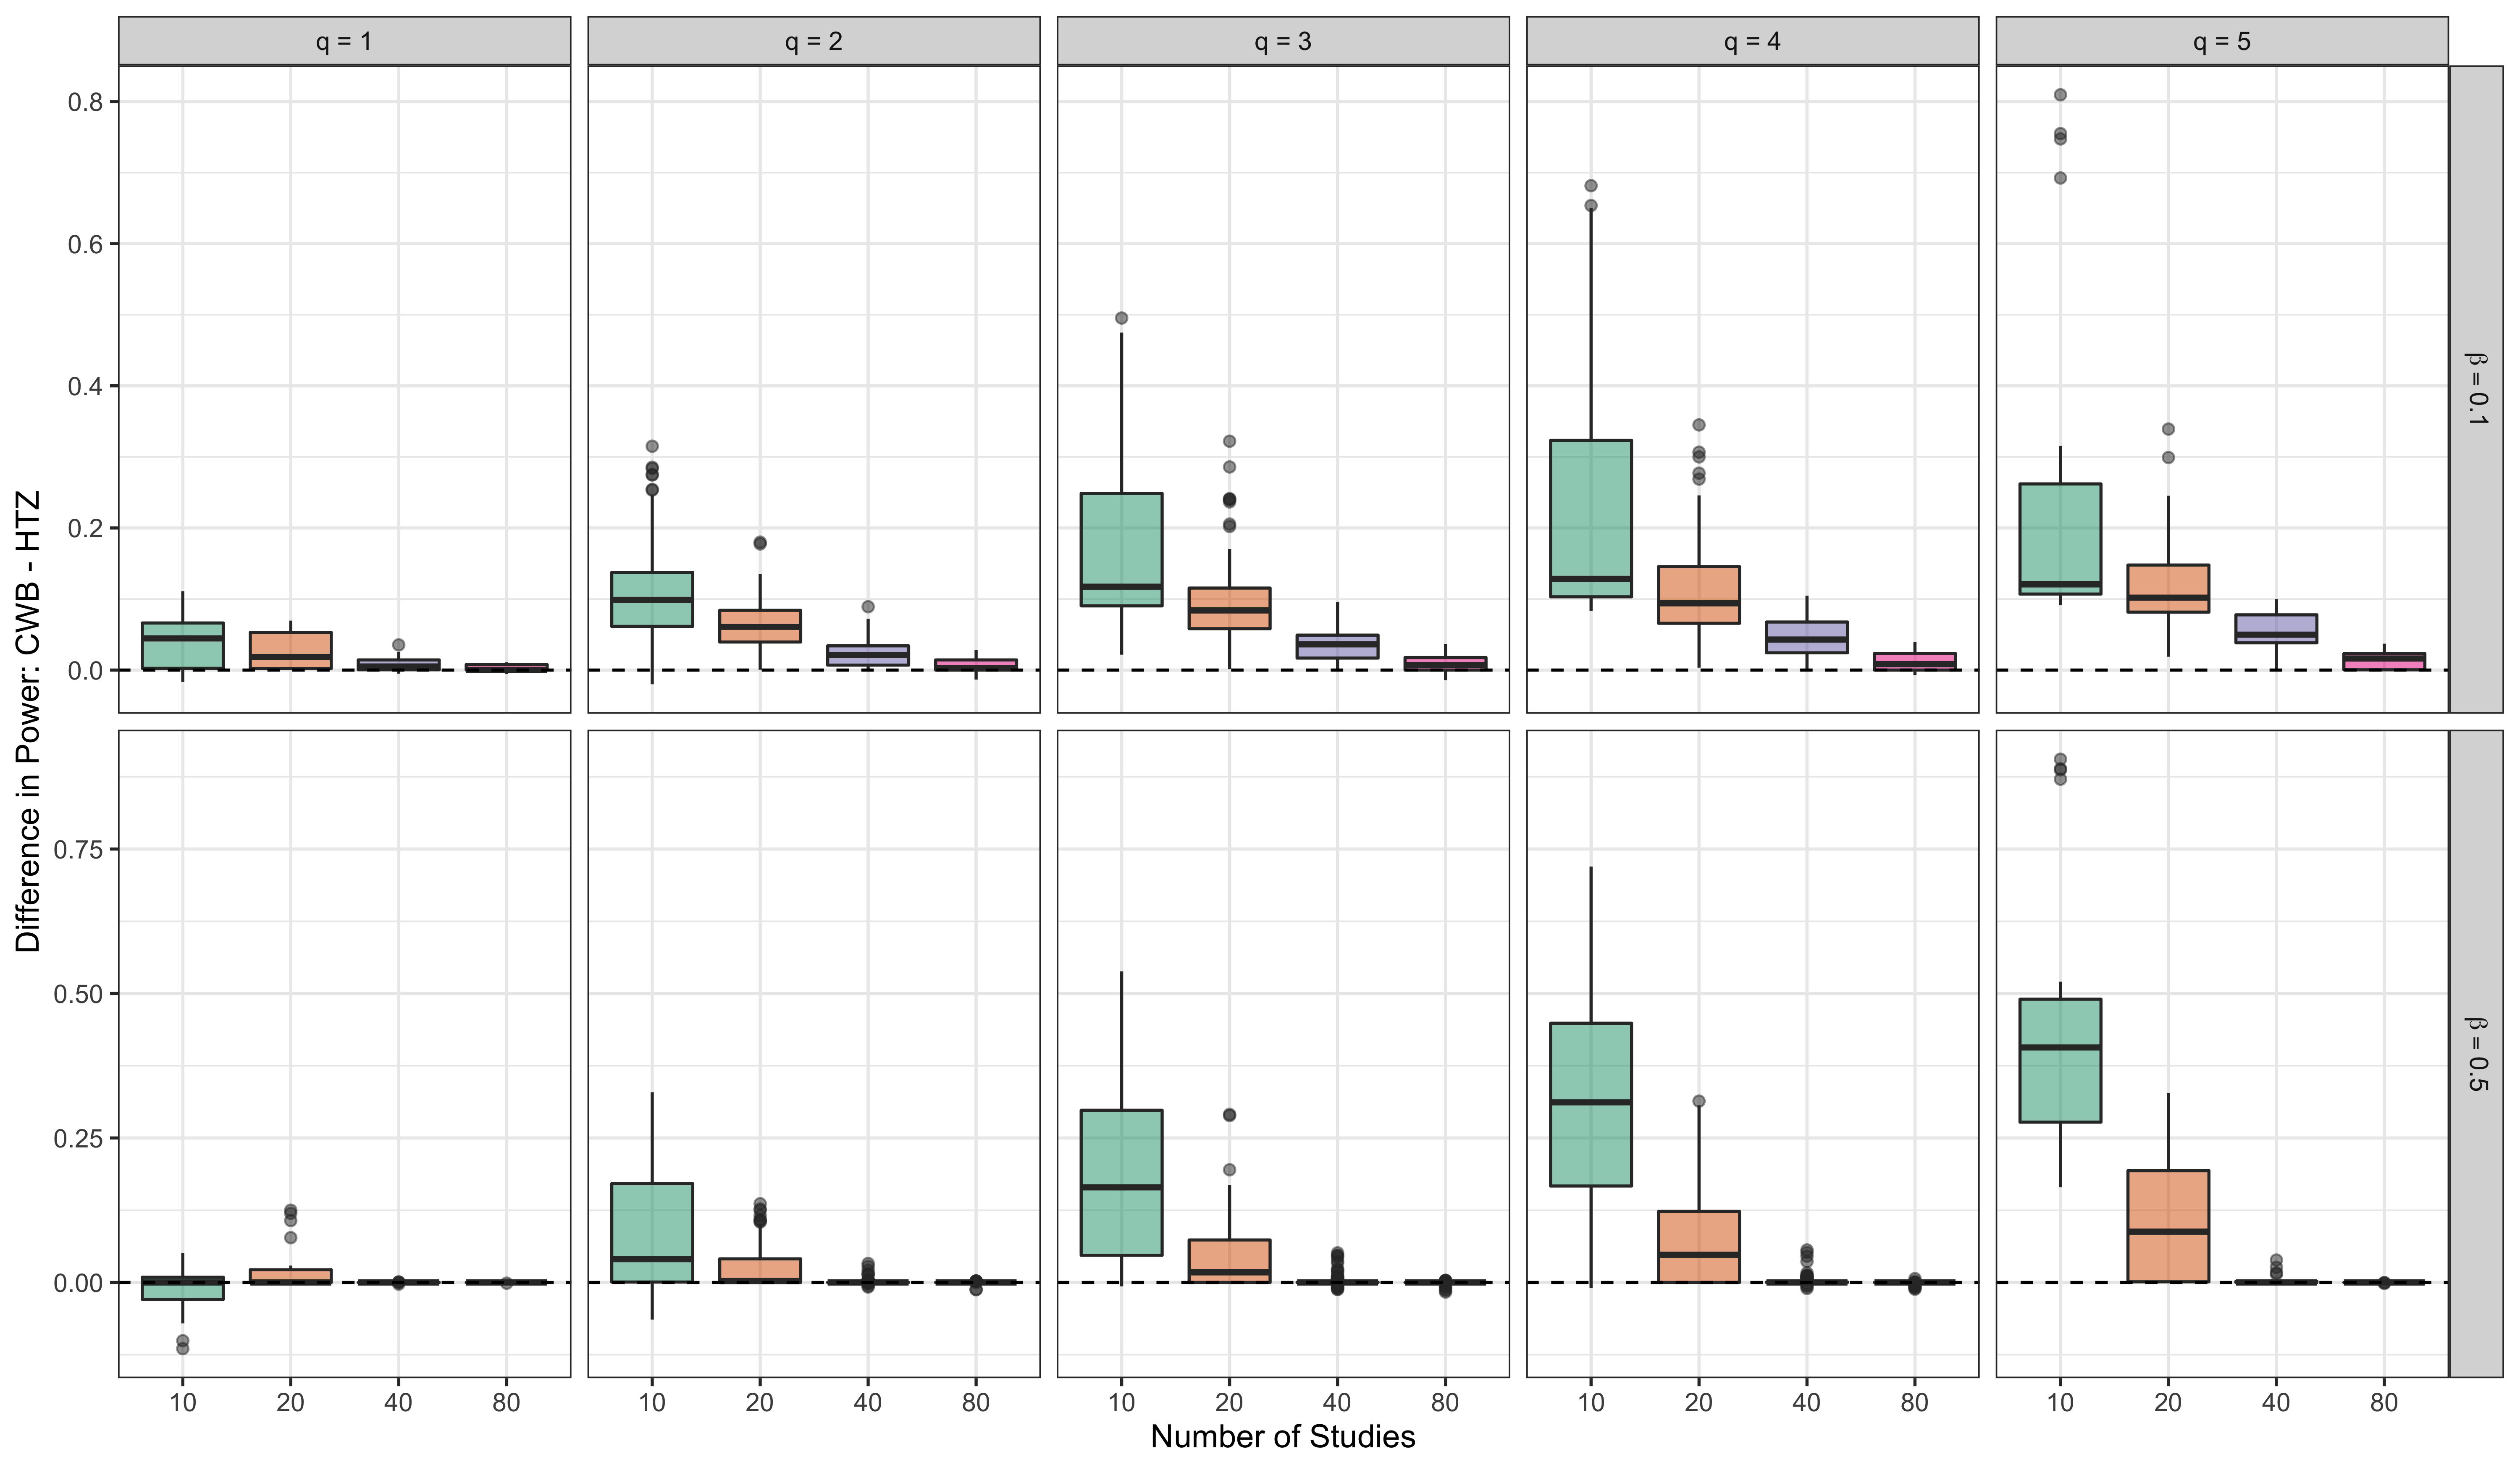 q = 1
q = 2
q = 3
q = 4
q = 5
0.8
0.6
0.4
0.2
0.0
β = 0.1
Difference in Power: CWB - HTZ
0.75
0.50
0.25
0.00
β = 0.5
10 20 40 80
10 20 40 80
10 20 40 80
10 20 40 80
10 20 40 80
Number of Studies